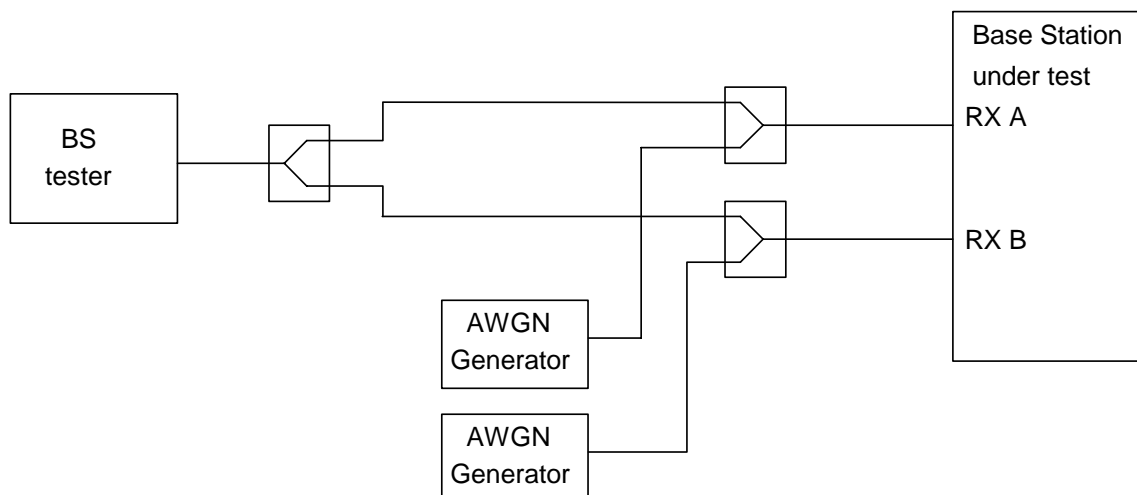 BS
tester
Base Station
under test
RX A
RX B
AWGN
Generator
AWGN
Generator